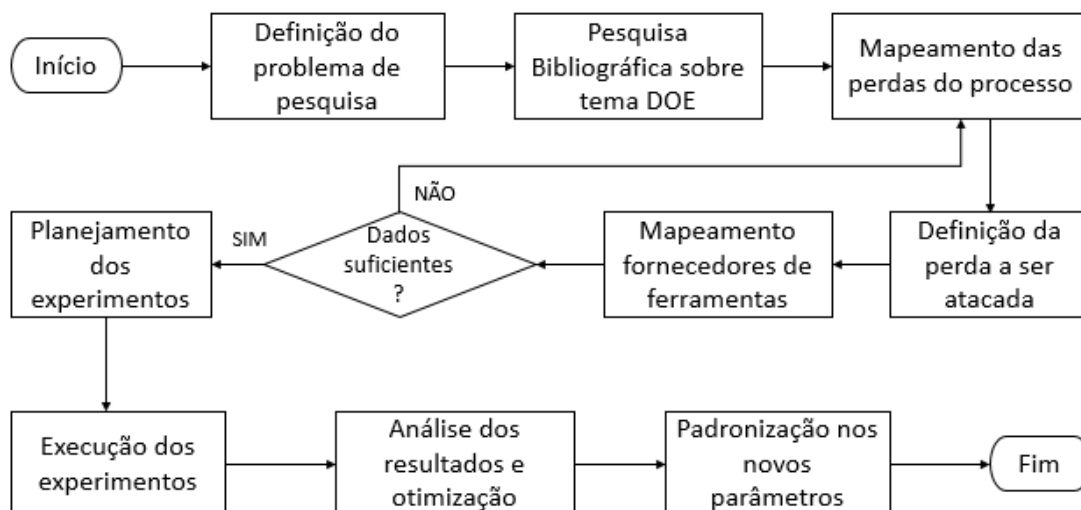 Início
Definição do
problema de
pesquisa
Pesquisa
Bibliográfica sobre
tema DOE
Mapeamento das
perdas do processo
NÃO
SIM
Planejamento
dos
experimentos
Dados
suficientes
?
Mapeamento
fornecedores de
ferramentas
Definição da
perda a ser
atacada
Execução dos
experimentos
Análise dos
resultados e
otimização
Padronização nos
novos
parâmetros
Fim